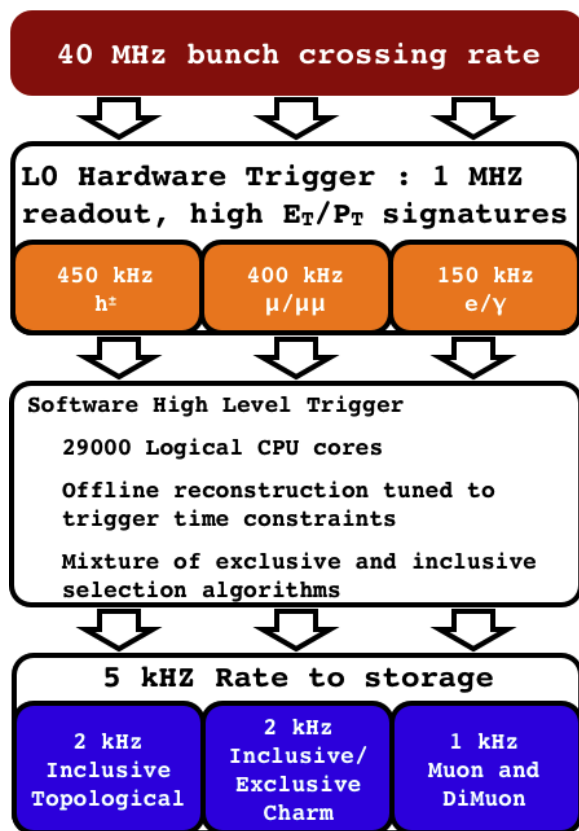 40 MHz bunch crossing rate
L0 Hardware Trigger : 1 MHz
readout, high Eᴛ/Pᴛ signatures
450 kHz
h±
400 kHz
μ/μμ
150 kHz
e/γ
Software High Level Trigger
29000 Logical CPU cores
Offline reconstruction tuned to
trigger time constraints
Mixture of exclusive and inclusive
selection algorithms
5 kHZ Rate to storage
2 kHz
Inclusive
Topological
2 kHz
Inclusive/
Exclusive
Charm
1 kHz
Muon and
DiMuon